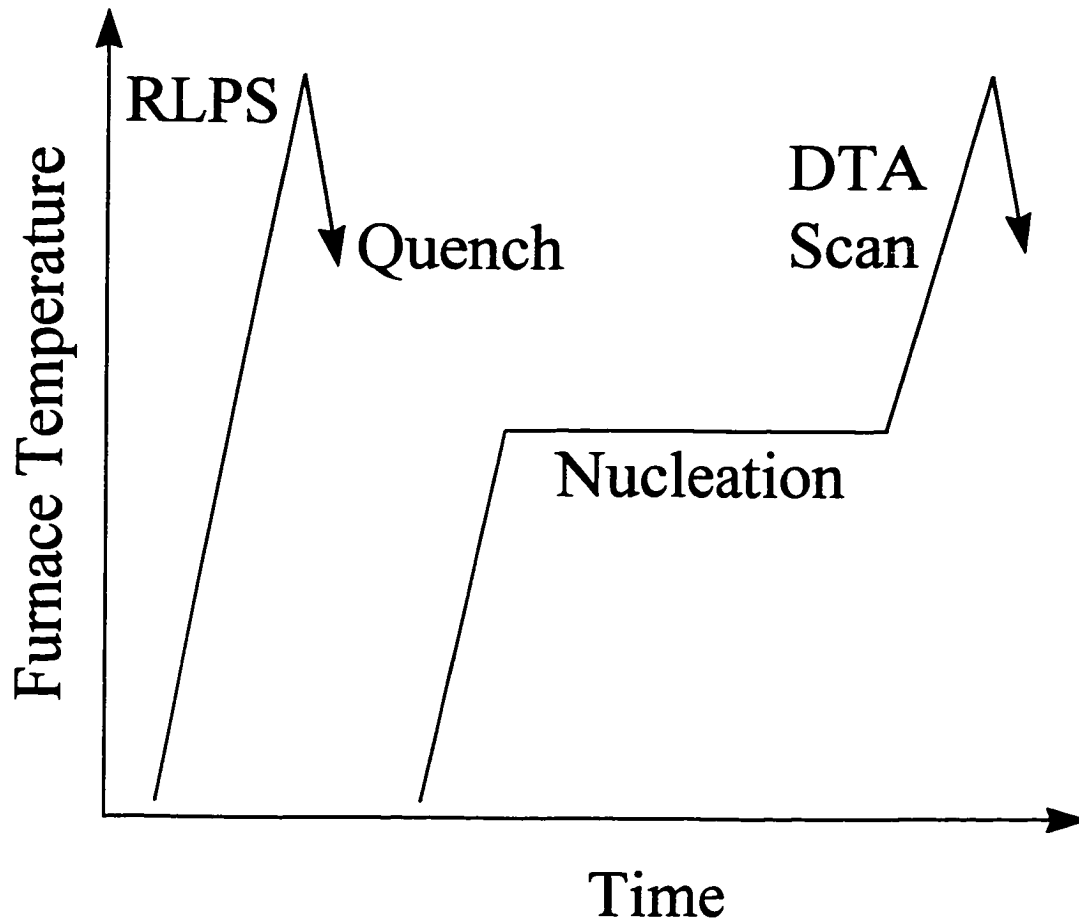 RLPS
Quench
DTA
Scan
Nucleation
Furnace Temperature
Time